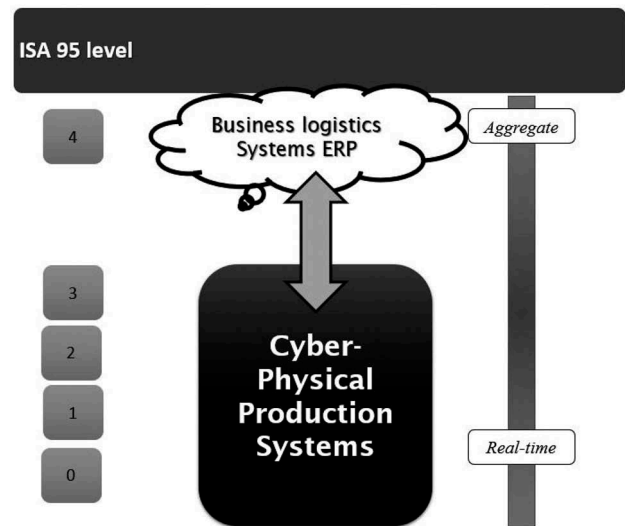 ISA 95 level
4
Business logistics
Systems ERP
Aggregate
3
2
1
0
Cyber-
Physical
Production
Systems
Real-time